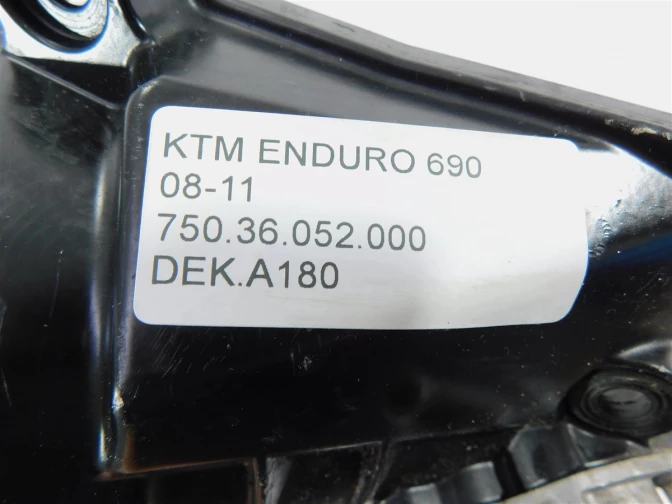 KTM ENDURO 690
08-11
750.36.052.000
DEK.A180